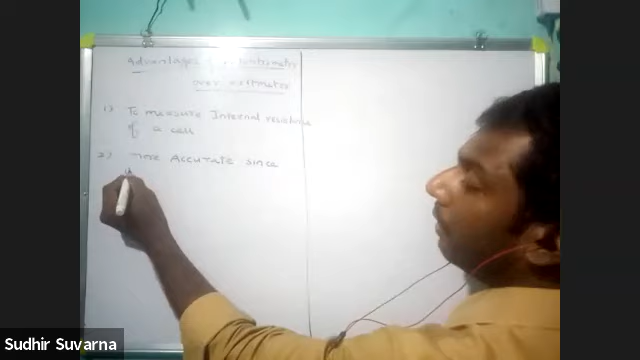 Advantages of Potentiometer
over voltmeter
1) To measure Internal resistance
of a cell
2) more Accurate since
Sudhir Suvarna